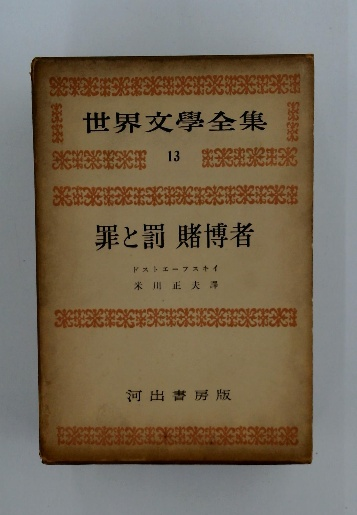 世界文學全集
13
罪と罰 賭博者
ドストエーフスキイ
米川正夫譯
河出書房版